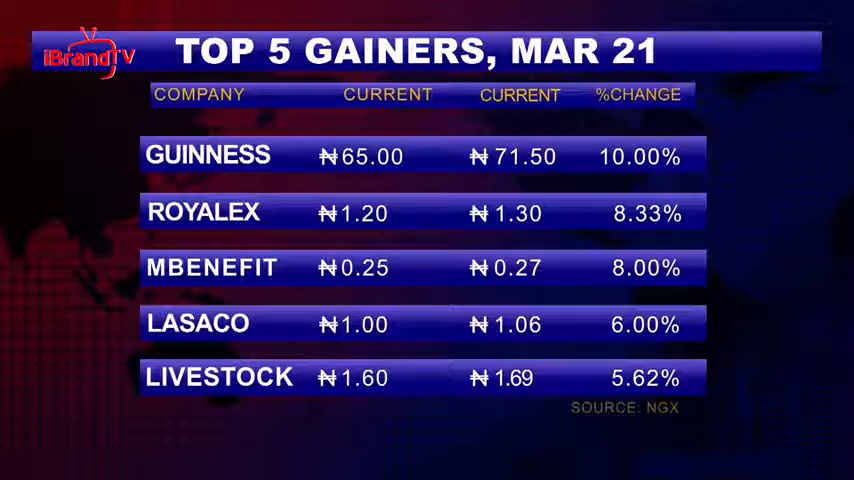 iBrandTV
TOP 5 GAINERS, MAR 21
COMPANY CURRENT CURRENT %CHANGE
GUINNESS ₦65.00 ₦71.50 10.00%
ROYALEX ₦1.20 ₦1.30 8.33%
MBENEFIT ₦0.25 ₦0.27 8.00%
LASACO ₦1.00 ₦1.06 6.00%
LIVESTOCK ₦1.60 ₦1.69 5.62%
SOURCE: NGX